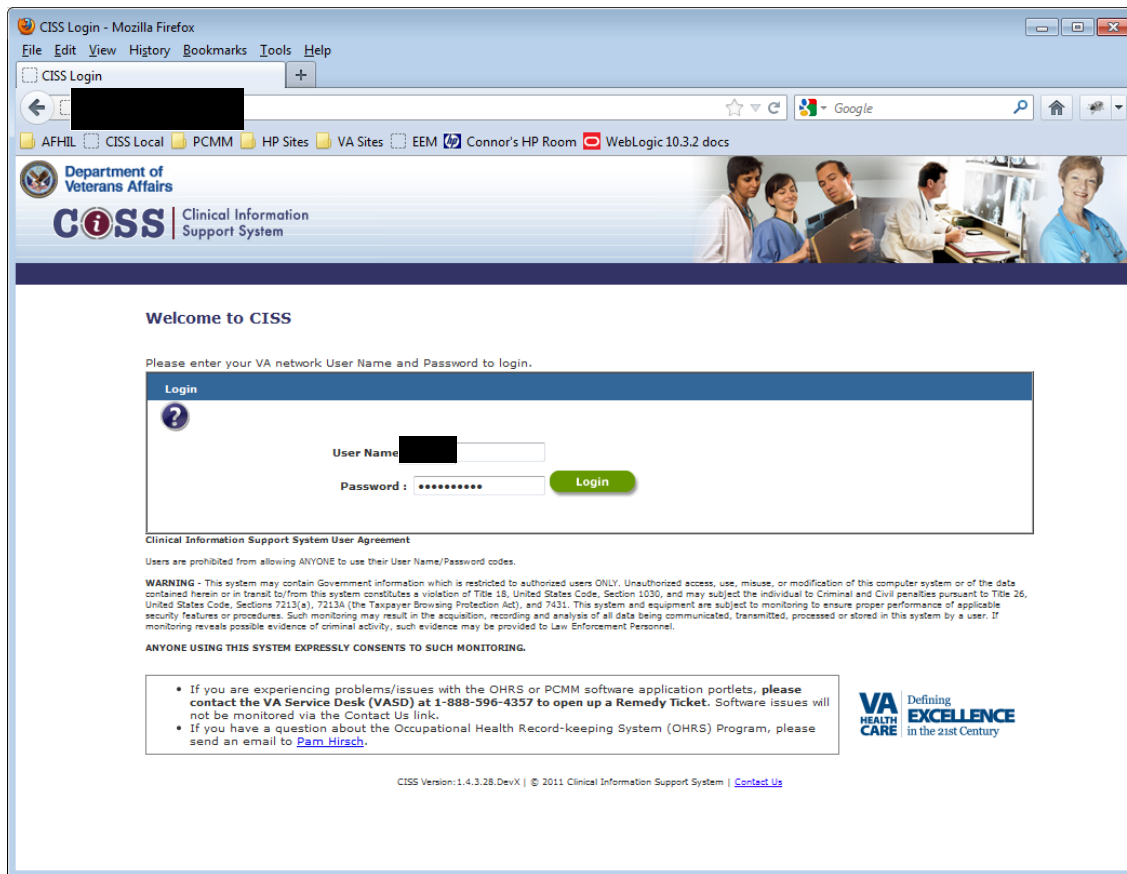 CISS Login - Mozilla Firefox
File Edit View History Bookmarks Tools Help
CISS Login
Google
AFHIL CISS Local PCMM HP Sites VA Sites EEM Connor's HP Room WebLogic 10.3.2 docs
Department of
Veterans Affairs
CiSS Clinical Information
Support System
Welcome to CISS
Please enter your VA network User Name and Password to login.
Login
?
User Name
Password : ••••••••••
Login
Clinical Information Support System User Agreement
Users are prohibited from allowing ANYONE to use their User Name/Password codes.
WARNING - This system may contain Government information which is restricted to authorized users ONLY. Unauthorized access, use, misuse, or modification of this computer system or of the data
contained herein or in transit to/from this system constitutes a violation of Title 18, United States Code, Section 1030, and may subject the individual to Criminal and Civil penalties pursuant to Title 26,
United States Code, Sections 7213(a), 7213A (the Taxpayer Browsing Protection Act), and 7431. This system and equipment are subject to monitoring to ensure proper performance of applicable
security features or procedures. Such monitoring may result in the acquisition, recording and analysis of all data being communicated, transmitted, processed or stored in this system by a user. If
monitoring reveals possible evidence of criminal activity, such evidence may be provided to Law Enforcement Personnel.
ANYONE USING THIS SYSTEM EXPRESSLY CONSENTS TO SUCH MONITORING.
• If you are experiencing problems/issues with the OHRS or PCMM software application portlets, please
contact the VA Service Desk (VASD) at 1-888-596-4357 to open up a Remedy Ticket. Software issues will
not be monitored via the Contact Us link.
• If you have a question about the Occupational Health Record-keeping System (OHRS) Program, please
send an email to Pam Hirsch.
VA
HEALTH
CARE
Defining
EXCELLENCE
in the 21st Century
CISS Version:1.4.3.28.DevX | © 2011 Clinical Information Support System | Contact Us